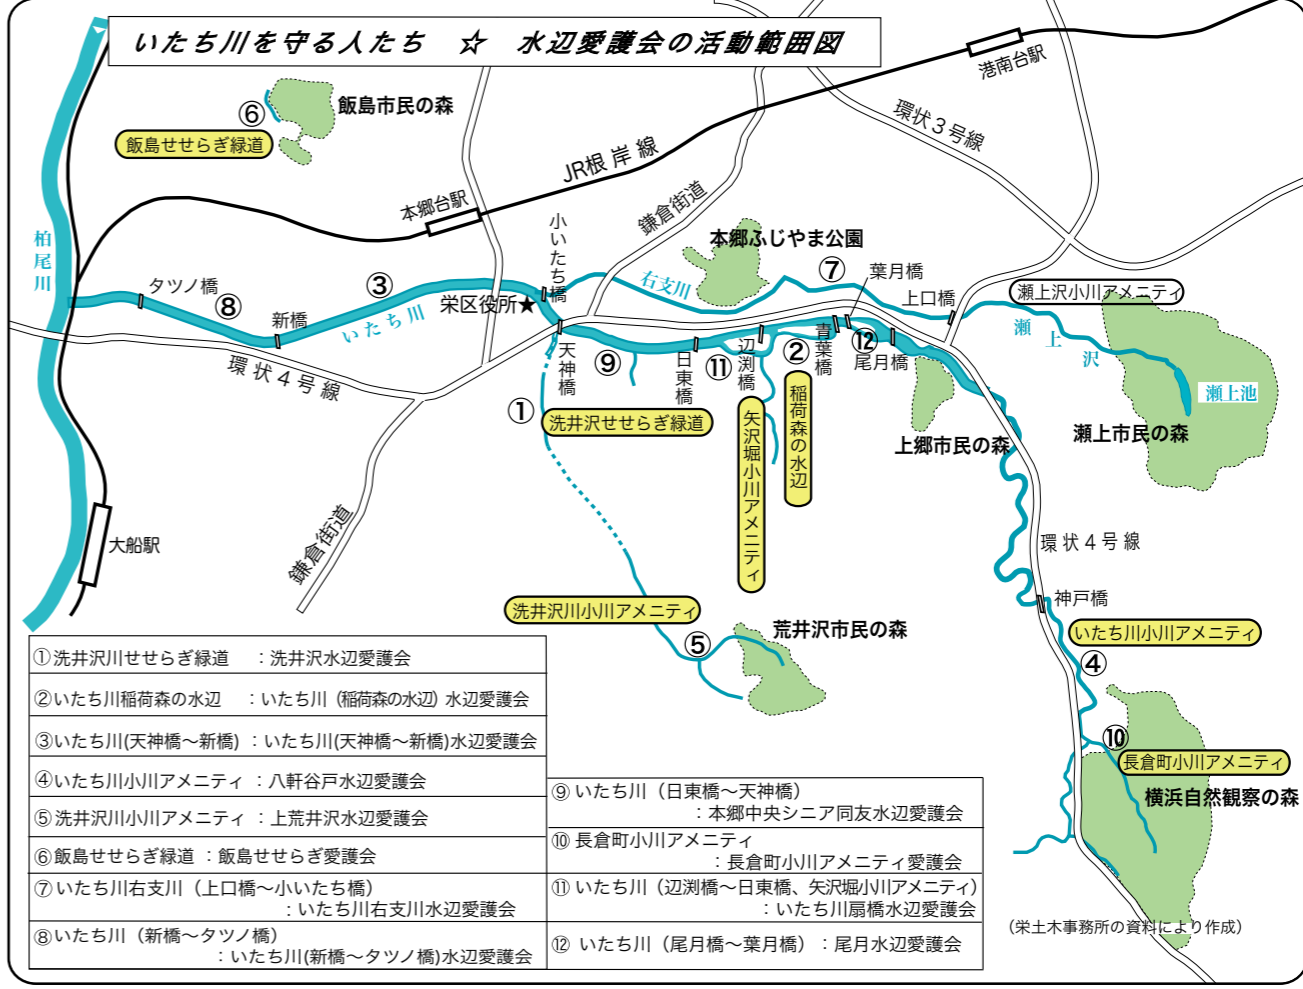 いたち川を守る人たち　☆　水辺愛護会の活動範囲図
港南台駅
環状３号線
飯島市民の森
⑥
飯島せせらぎ緑道
JR根岸線
本郷台駅
鎌倉街道
小いたち橋
柏尾川
本郷ふじやま公園
タツノ橋
③
右支川
⑦
葉月橋
上口橋
瀬上沢小川アメニティ
⑧
栄区役所★
新橋
いたち川
瀬上沢
環状４号線
天神橋
⑨
日東橋
⑪
辺渕橋
②
青葉橋
⑫
尾月橋
瀬上池
①
洗井沢せせらぎ緑道
矢沢堀小川アメニティ
稲荷森の水辺
上郷市民の森
瀬上市民の森
大船駅
鎌倉街道
環状４号線
神戸橋
洗井沢川小川アメニティ
荒井沢市民の森
⑤
いたち川小川アメニティ
④
⑩
長倉町小川アメニティ
横浜自然観察の森
①洗井沢川せせらぎ緑道　：洗井沢水辺愛護会
②いたち川稲荷森の水辺　：いたち川（稲荷森の水辺）水辺愛護会
③いたち川(天神橋〜新橋)：いたち川(天神橋〜新橋)水辺愛護会
④いたち川小川アメニティ：八軒谷戸水辺愛護会
⑤洗井沢川小川アメニティ：上荒井沢水辺愛護会
⑥飯島せせらぎ緑道：飯島せせらぎ愛護会
⑦いたち川右支川（上口橋〜小いたち橋）
：いたち川右支川水辺愛護会
⑧いたち川（新橋〜タツノ橋）
：いたち川(新橋〜タツノ橋)水辺愛護会
⑨いたち川（日東橋〜天神橋）
：本郷中央シニア同友水辺愛護会
⑩長倉町小川アメニティ
：長倉町小川アメニティ愛護会
⑪いたち川（辺渕橋〜日東橋、矢沢堀小川アメニティ）
：いたち川扇橋水辺愛護会
⑫ いたち川（尾月橋〜葉月橋）：尾月水辺愛護会
（栄土木事務所の資料により作成）